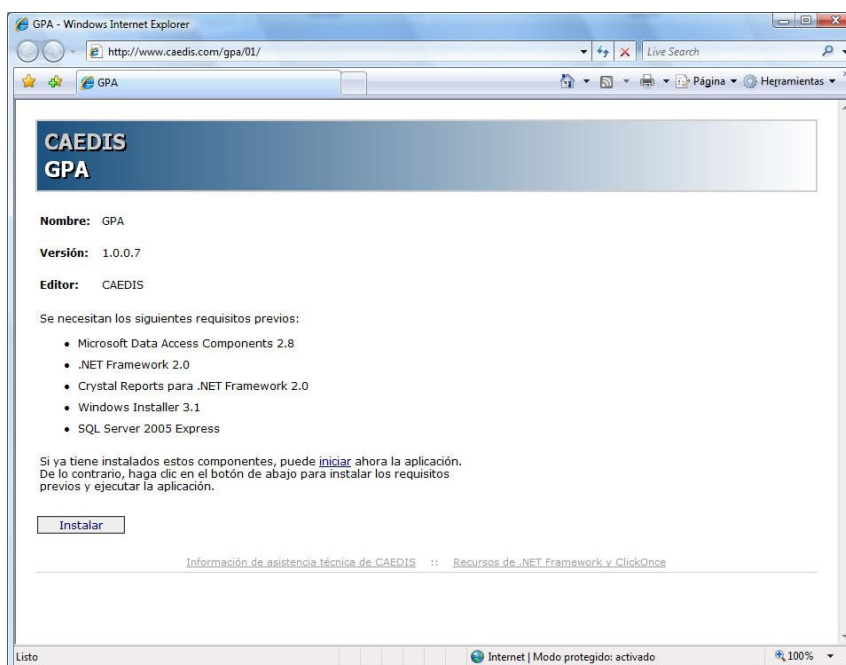 GPA - Windows Internet Explorer
http://www.caedis.com/gpa/01/
Live Search
GPA
Página
Herramientas
CAEDIS
GPA
Nombre: GPA
Versión: 1.0.0.7
Editor: CAEDIS
Se necesitan los siguientes requisitos previos:
• Microsoft Data Access Components 2.8
• .NET Framework 2.0
• Crystal Reports para .NET Framework 2.0
• Windows Installer 3.1
• SQL Server 2005 Express
Si ya tiene instalados estos componentes, puede iniciar ahora la aplicación.
De lo contrario, haga clic en el botón de abajo para instalar los requisitos
previos y ejecutar la aplicación.
Instalar
Información de asistencia técnica de CAEDIS :: Recursos de .NET Framework y ClickOnce
Listo
Internet | Modo protegido: activado
100%